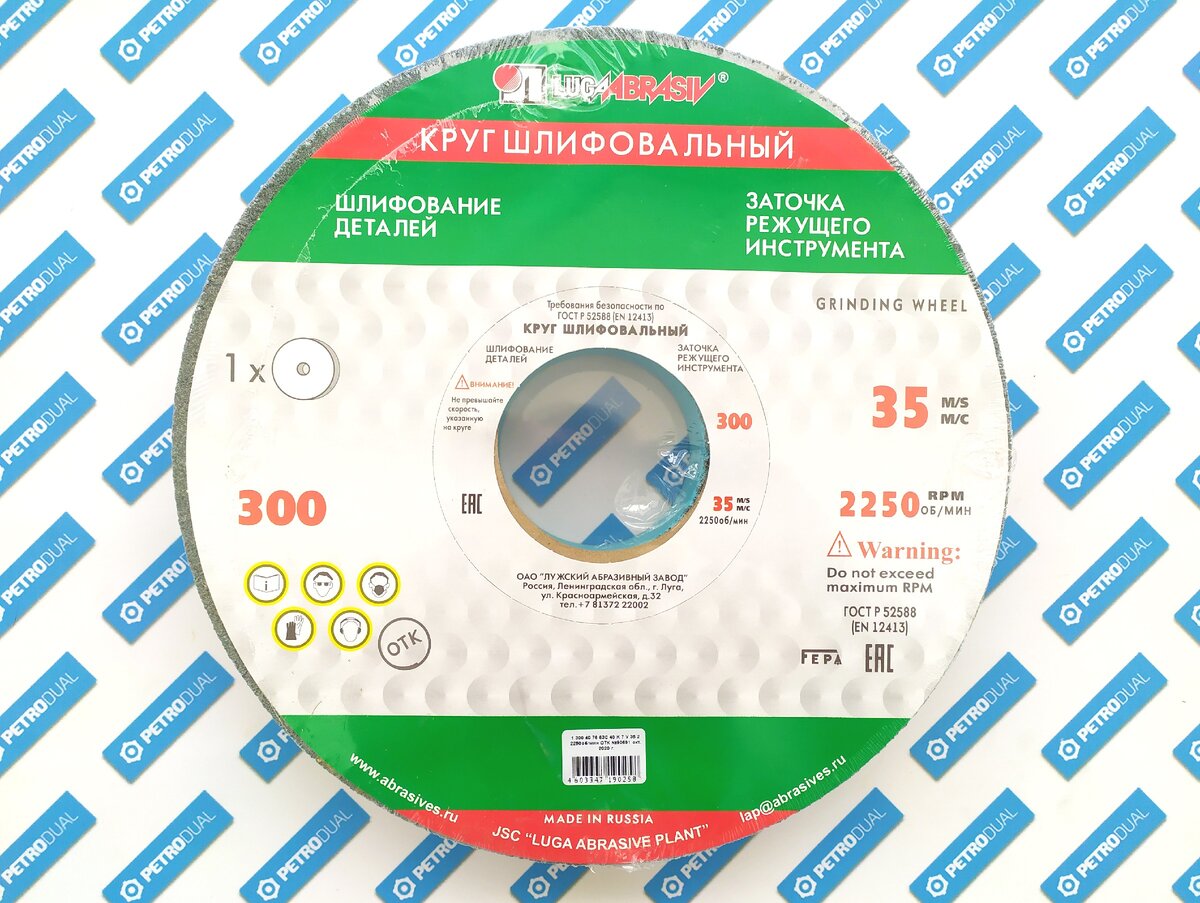 LUGAABRASIV®
КРУГ ШЛИФОВАЛЬНЫЙ
ШЛИФОВАНИЕ
ДЕТАЛЕЙ
ЗАТОЧКА
РЕЖУЩЕГО
ИНСТРУМЕНТА
GRINDING WHEEL
Требования безопасности по
ГОСТ Р 52588 (EN 12413)
КРУГ ШЛИФОВАЛЬНЫЙ
ШЛИФОВАНИЕ
ДЕТАЛЕЙ
ЗАТОЧКА
РЕЖУЩЕГО
ИНСТРУМЕНТА
ВНИМАНИЕ!
Не превышайте
скорость,
указанную
на круге
300
EAC
35 M/S
М/С
2250об/мин
ОАО "ЛУЖСКИЙ АБРАЗИВНЫЙ ЗАВОД"
Россия, Ленинградская обл., г. Луга,
ул. Красноармейская, д.32
тел.+7 81372 22002
1 x
300
ОТК
35 M/S
М/С
2250 RPM
ОБ/МИН
Warning:
Do not exceed
maximum RPM
ГОСТ Р 52588
(EN 12413)
FEPA EAC
4603347190258
www.abrasives.ru
lap@abrasives.ru
MADE IN RUSSIA
JSC "LUGA ABRASIVE PLANT"
PETRODUAL